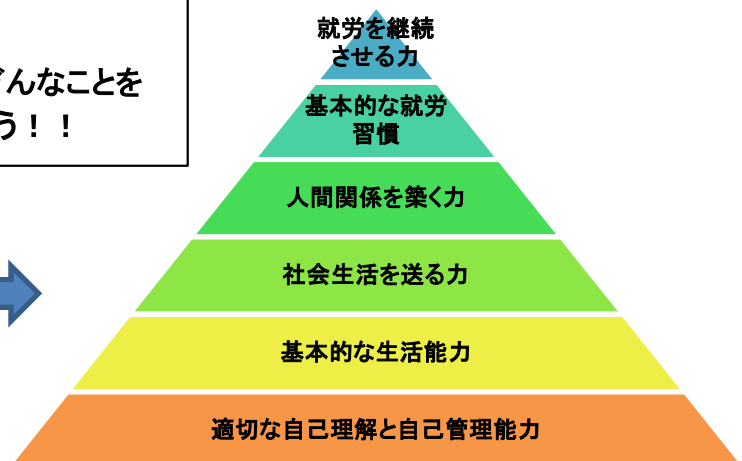 んなことを
う！！
就労を継続
させる力
基本的な就労
習慣
人間関係を築く力
社会生活を送る力
基本的な生活能力
適切な自己理解と自己管理能力